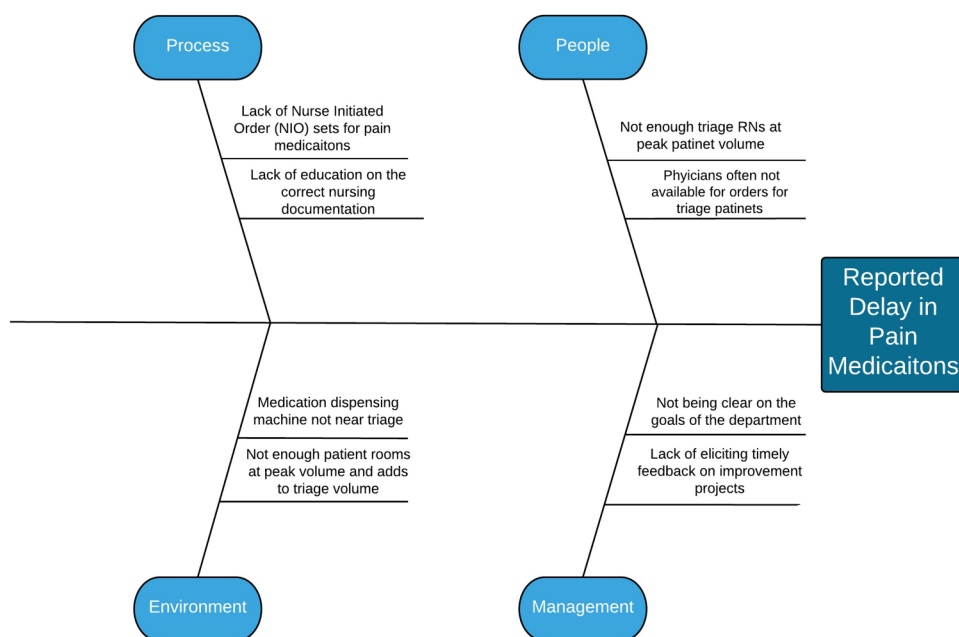 Process
People
Lack of Nurse Initiated
Order (NIO) sets for pain
medicaitons
Lack of education on the
correct nursing
documentation
Not enough triage RNs at
peak patinet volume
Phyicians often not
available for orders for
triage patinets
Reported
Delay in
Pain
Medicaitons
Medication dispensing
machine not near triage
Not enough patient rooms
at peak volume and adds
to triage volume
Not being clear on the
goals of the department
Lack of eliciting timely
feedback on improvement
projects
Environment
Management